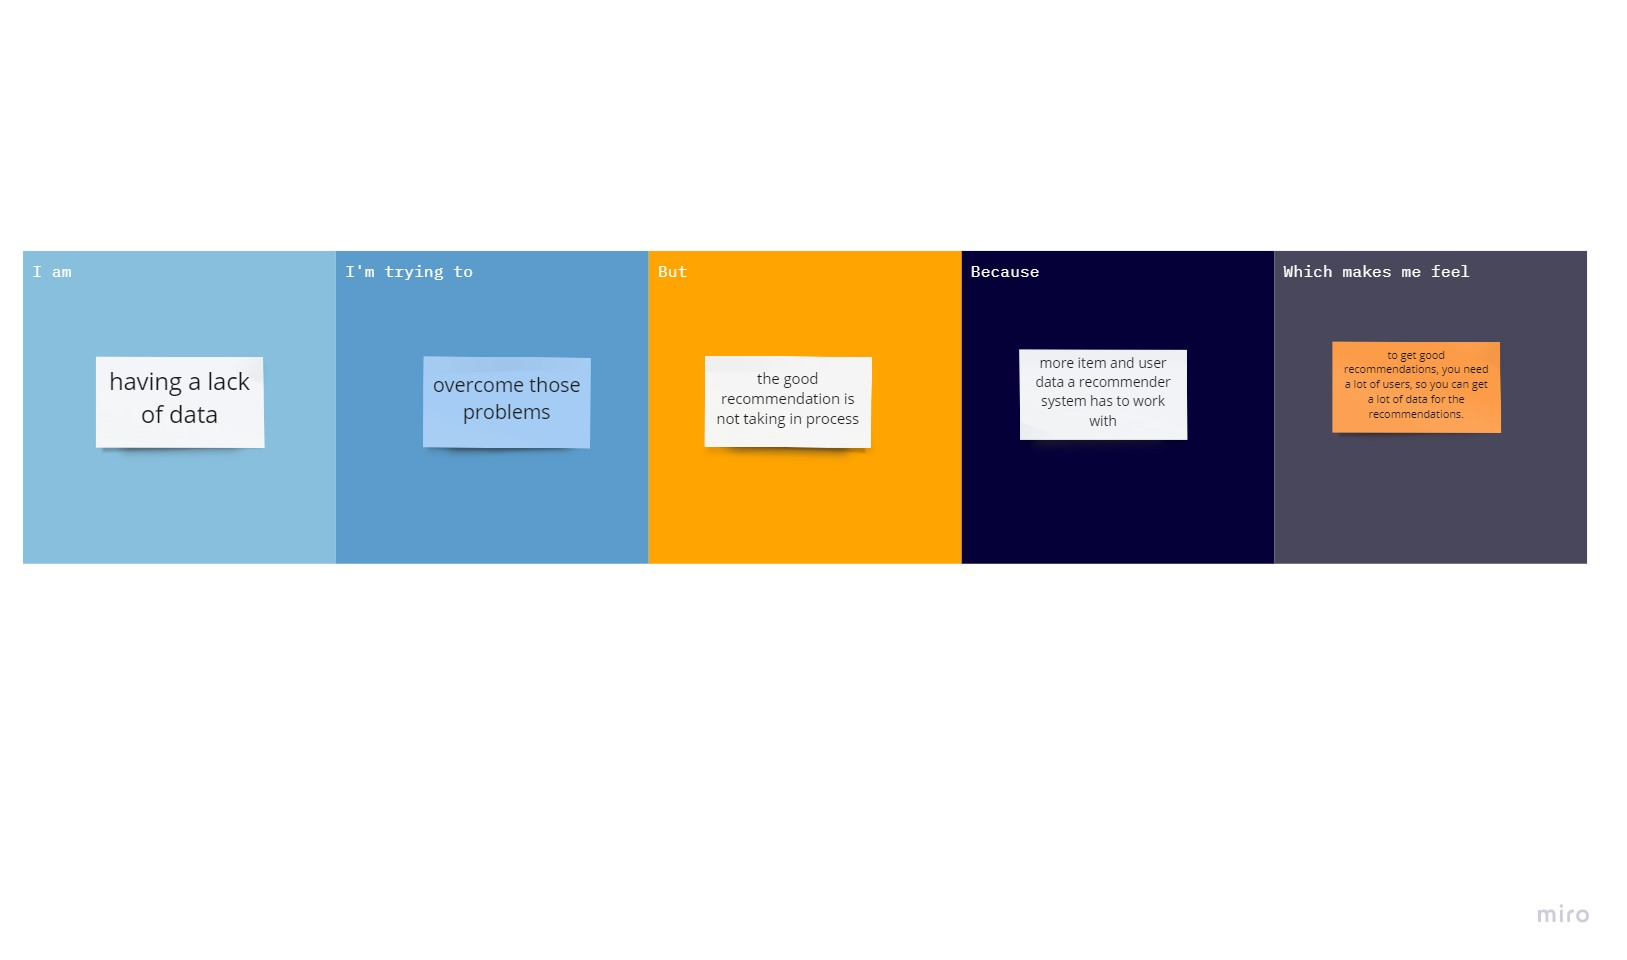 I am
having a lack
of data
I'm trying to
overcome those
problems
But
the good
recommendation is
not taking in process
Because
more item and user
data a recommender
system has to work
with
Which makes me feel
to get good
recommendations, you need
a lot of users, so you can get
a lot of data for the
recommendations.
miro